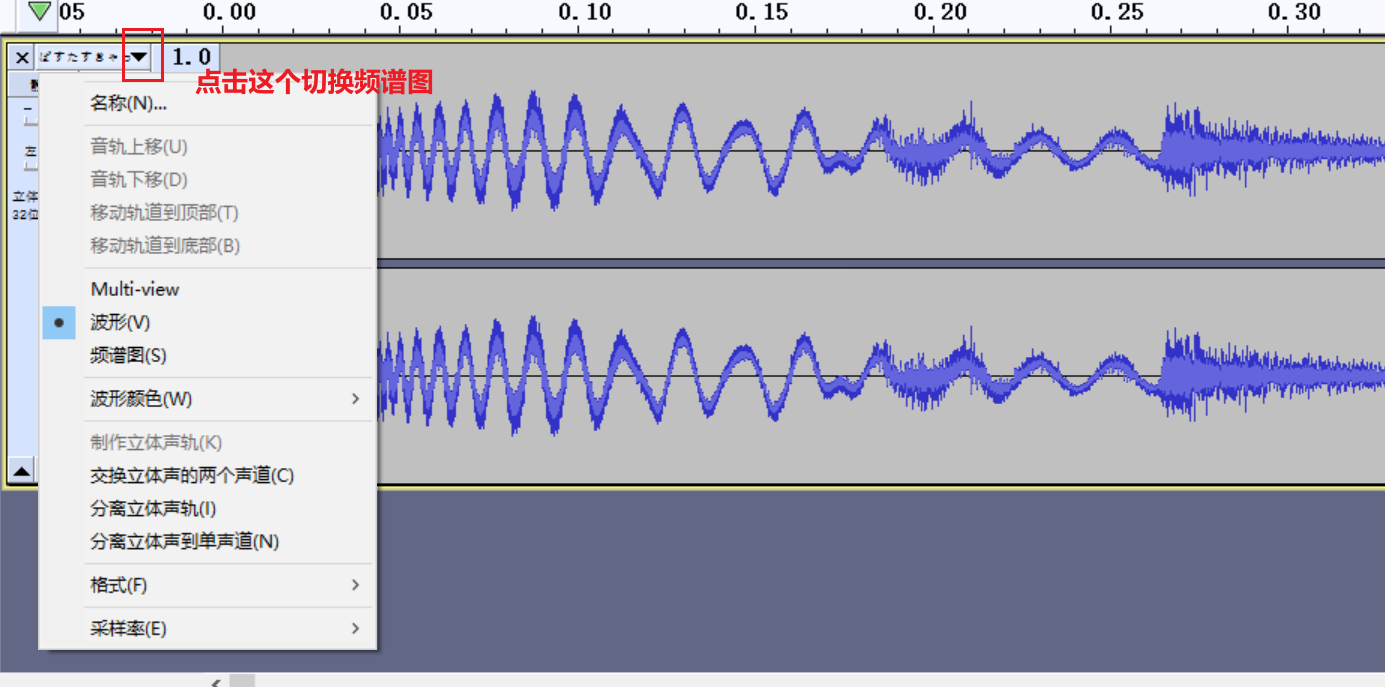 05 0.00 0.05 0.10 0.15 0.20 0.25 0.30
ぱすたすきゃっ 1.0
点击这个切换频谱图
名称(N)...
音轨上移(U)
音轨下移(D)
左
移动轨道到顶部(T)
立体
32位
移动轨道到底部(B)
Multi-view
波形(V)
频谱图(S)
波形颜色(W)
制作立体声轨(K)
交换立体声的两个声道(C)
分离立体声轨(I)
分离立体声到单声道(N)
格式(F)
采样率(E)